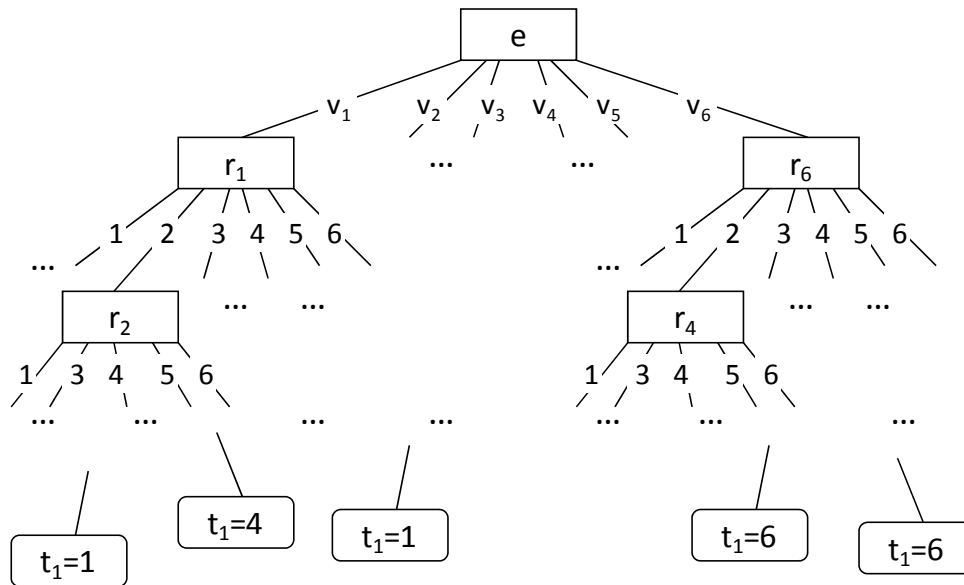 e
v₁ v₂ v₃ v₄ v₅ v₆
... ...
r₁ r₆
1 2 3 4 5 6 1 2 3 4 5 6
... ...
... ... ... ...
r₂ r₄
1 3 4 5 6 1 3 4 5 6
... ... ... ... ... ... ...
t₁=4
t₁=1 t₁=6
t₁=1 t₁=6